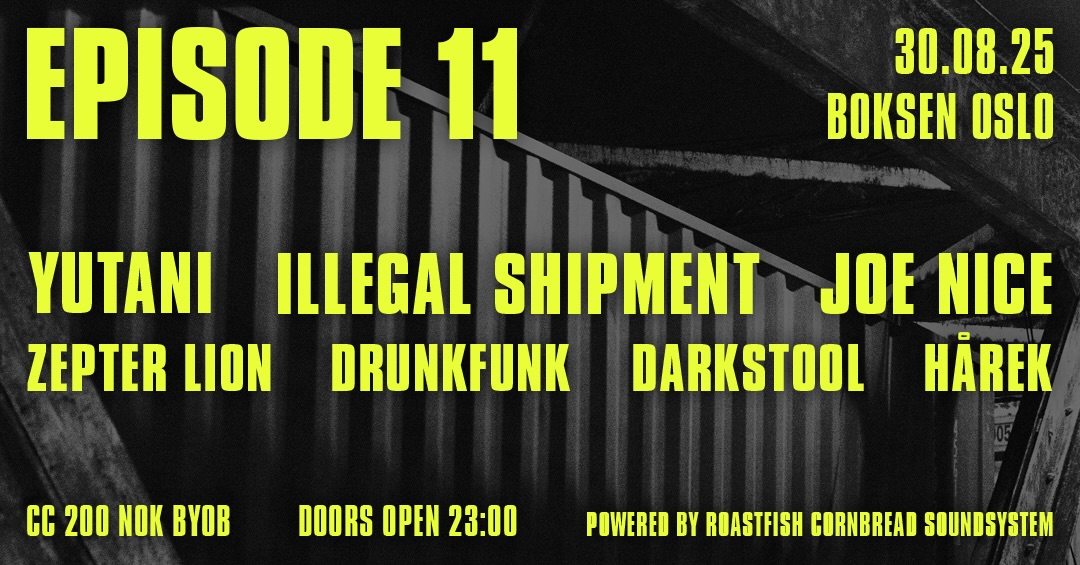 EPISODE 11
30.08.25
BOKSEN OSLO
YUTANI ILLEGAL SHIPMENT JOE NICE
ZEPTER LION DRUNKFUNK DARKSTOOL HÅREK
CC 200 NOK BYOB DOORS OPEN 23:00 POWERED BY ROASTFISH CORNBREAD SOUNDSYSTEM